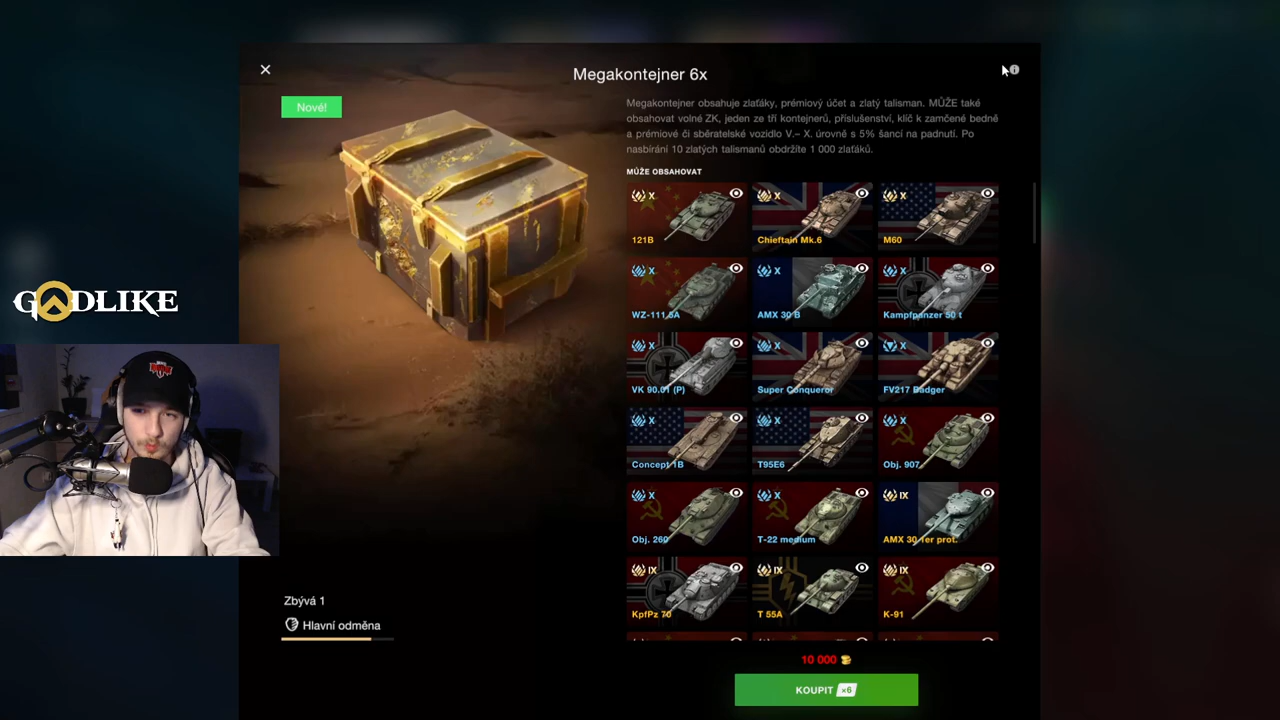 Megakontejner 6x
Nové!
Megakontejner obsahuje zlaťáky, prémiový účet a zlatý talisman. MŮŽE také
obsahovat volné ZK, jeden ze tří kontejnerů, příslušenství, klíč k zamčené bedně
a prémiové či sběratelské vozidlo V.– X. úrovně s 5% šancí na padnutí. Po
nasbírání 10 zlatých talismanů obdržíte 1 000 zlaťáků.
MŮŽE OBSAHOVAT
X
121B
X
Chieftain Mk.6
X
M60
X
WZ-111 5A
X
AMX 30 B
X
Kampfpanzer 50 t
X
VK 90.01 (P)
X
Super Conqueror
X
FV217 Badger
X
Concept 1B
X
T95E6
X
Obj. 907
X
Obj. 260
X
T-22 medium
IX
AMX 30 1er prot.
IX
KpfPz 70
IX
T 55A
IX
K-91
GODLIKE
Zbývá 1
Hlavní odměna
10 000
KOUPIT x6